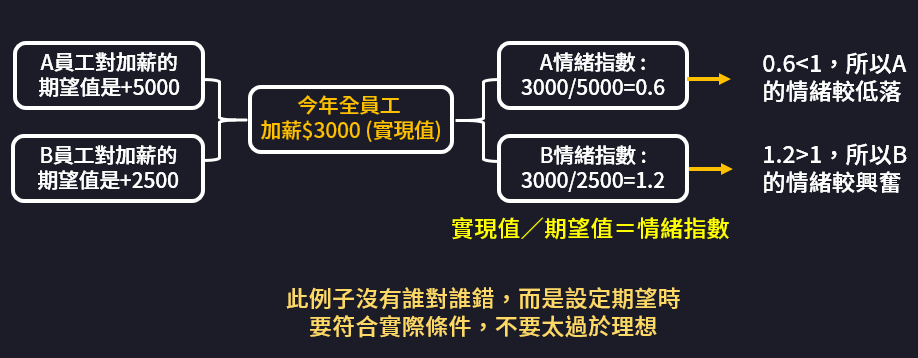 A員工對加薪的
期望值是+5000
B員工對加薪的
期望值是+2500
今年全員工
加薪$3000 (實現值)
A情緒指數 :
3000/5000=0.6
B情緒指數 :
3000/2500=1.2
0.6<1，所以A
的情緒較低落
1.2>1，所以B
的情緒較興奮
實現值／期望值＝情緒指數
此例子沒有誰對誰錯，而是設定期望時
要符合實際條件，不要太過於理想